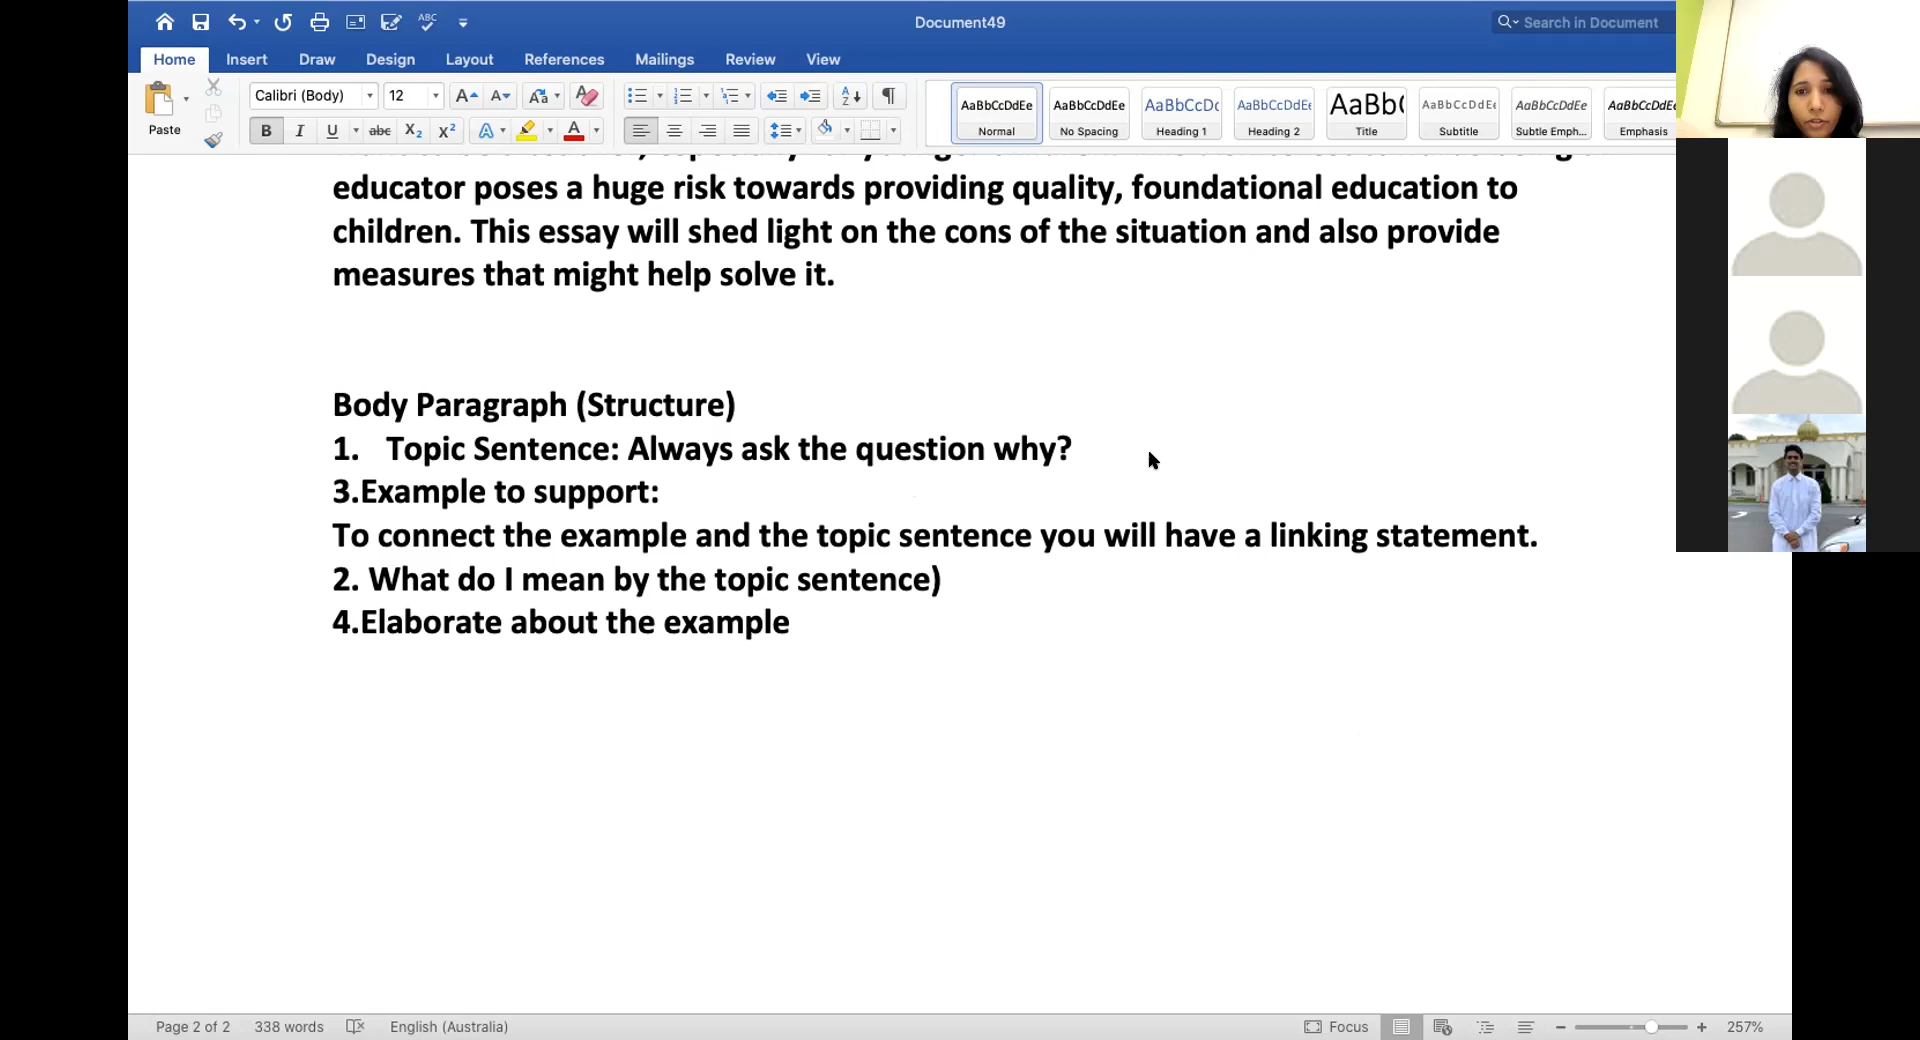 Document49
Search in Document
ABC
Home Insert Draw Design Layout References Mailings Review View
Paste
Calibri (Body) 12
AaBbCcDdEe AaBbCcDdEe AaBbCcDc AaBbCcDdEe AaBb( AaBbCcDdEe AaBbCcDdEe AaBbCcDdEe
Normal No Spacing Heading 1 Heading 2 Title Subtitle Subtle Emph... Emphasis
educator poses a huge risk towards providing quality, foundational education to
children. This essay will shed light on the cons of the situation and also provide
measures that might help solve it.
Body Paragraph (Structure)
1. Topic Sentence: Always ask the question why?
3.Example to support:
To connect the example and the topic sentence you will have a linking statement.
2. What do I mean by the topic sentence)
4.Elaborate about the example
Page 2 of 2 338 words English (Australia) Focus 257%